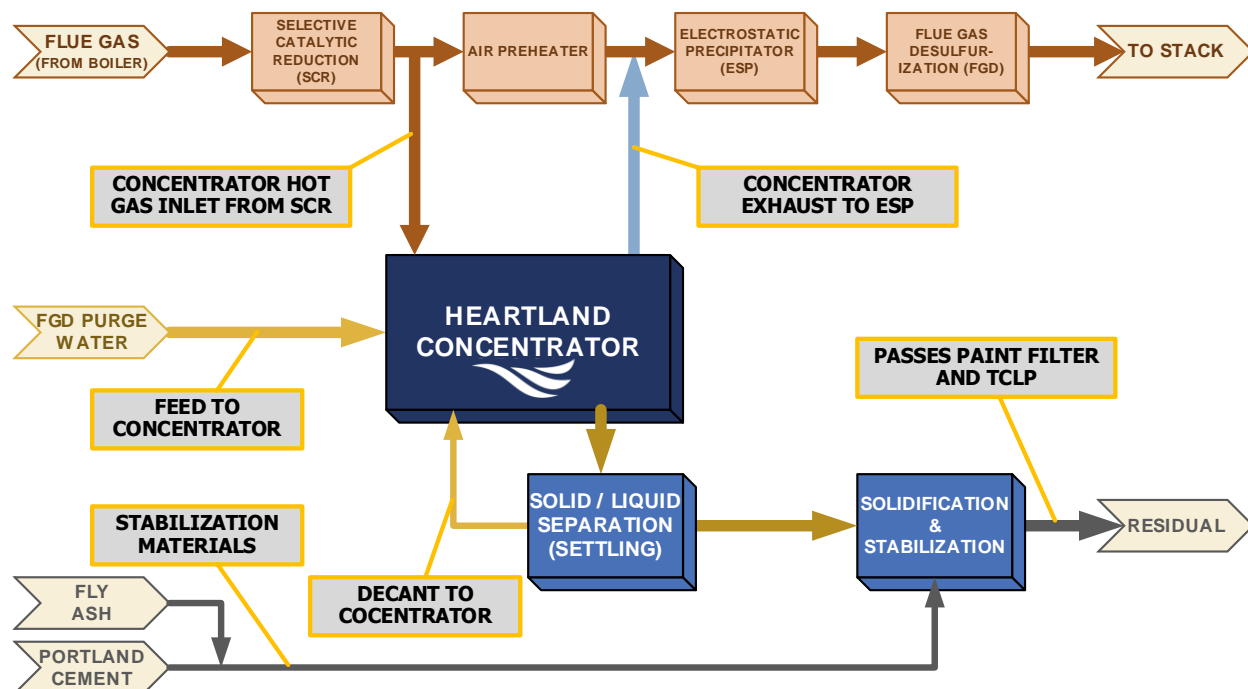 FLUE GAS
(FROM BOILER)
SELECTIVE
CATALYTIC
REDUCTION
(SCR)
AIR PREHEATER
ELECTROSTATIC
PRECIPITATOR
(ESP)
FLUE GAS
DESULFUR-
IZATION (FGD)
TO STACK
CONCENTRATOR HOT
GAS INLET FROM SCR
CONCENTRATOR
EXHAUST TO ESP
FGD PURGE
WATER
HEARTLAND
CONCENTRATOR
PASSES PAINT FILTER
AND TCLP
FEED TO
CONCENTRATOR
SOLID / LIQUID
SEPARATION
(SETTLING)
SOLIDIFICATION
&
STABILIZATION
RESIDUAL
STABILIZATION
MATERIALS
DECANT TO
COCENTRATOR
FLY
ASH
PORTLAND
CEMENT